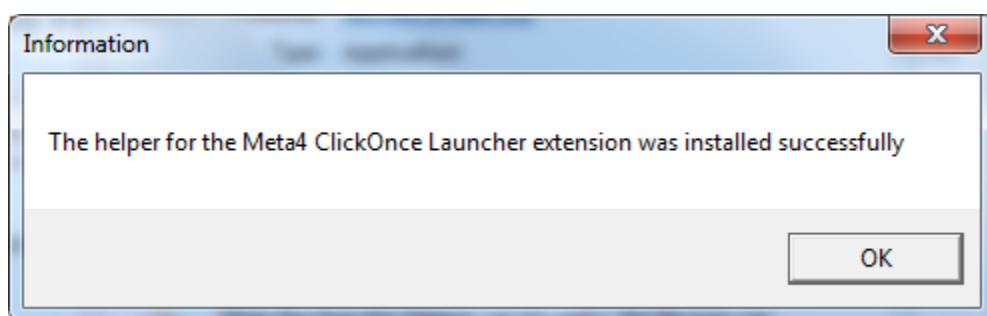 Information
The helper for the Meta4 ClickOnce Launcher extension was installed successfully
OK